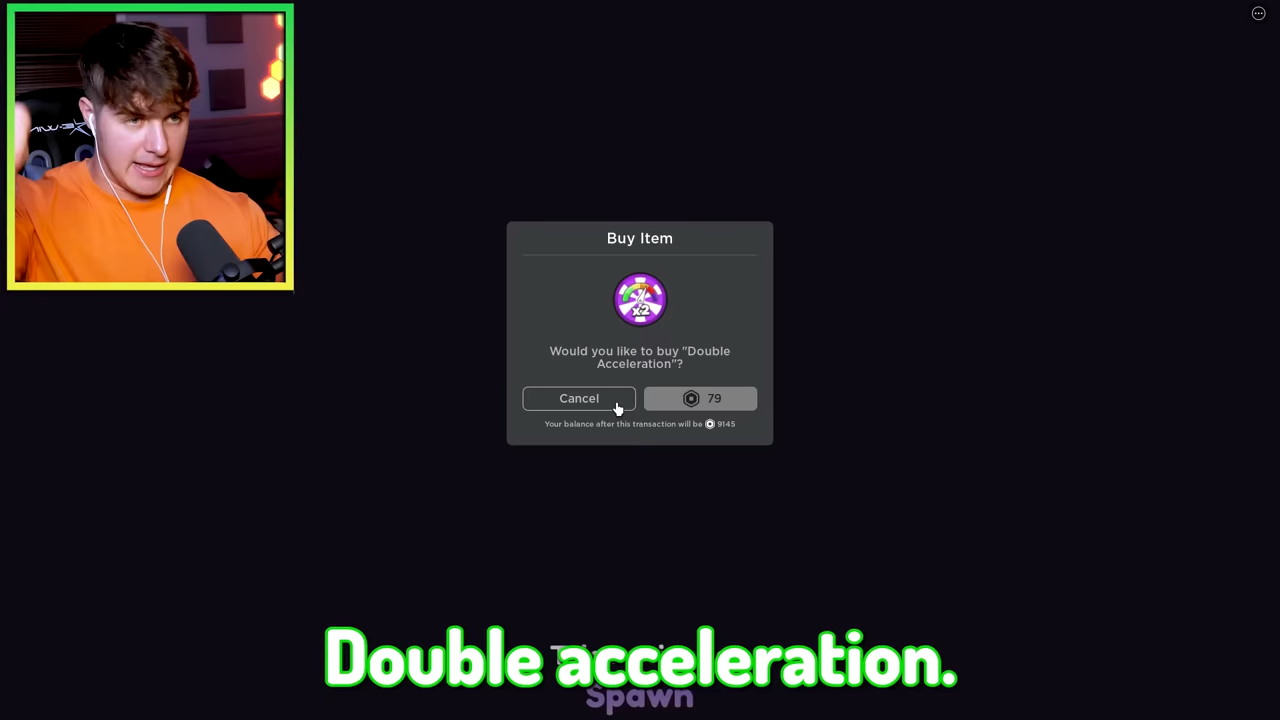 Buy Item
x2
Would you like to buy "Double
Acceleration"?
Cancel
79
Your balance after this transaction will be 9145
Double acceleration.
Spawn